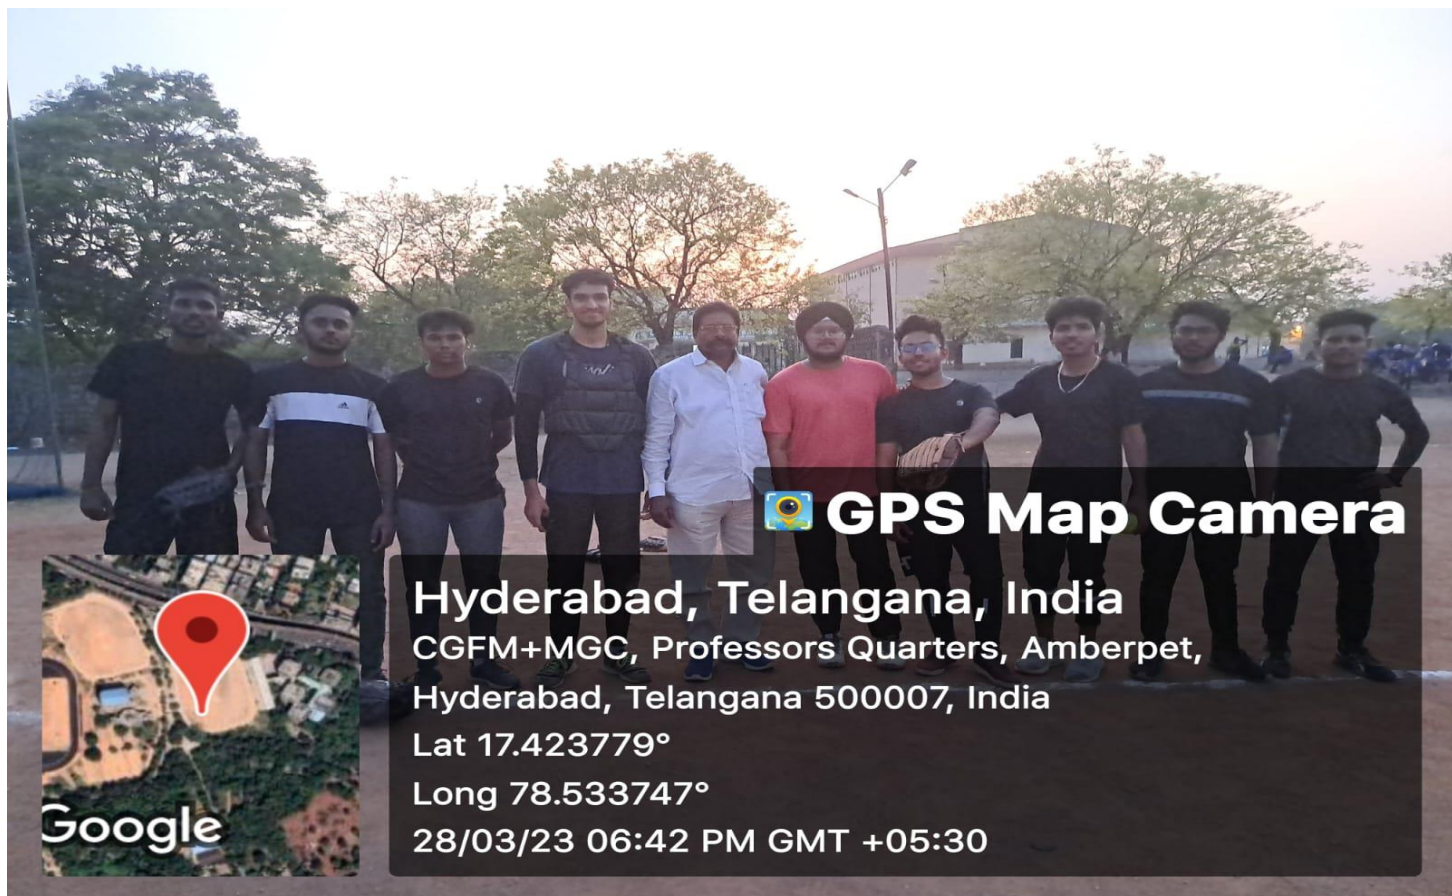 GPS Map Camera
Hyderabad, Telangana, India
CGFM+MGC, Professors Quarters, Amberpet,
Hyderabad, Telangana 500007, India
Lat 17.423779°
Long 78.533747°
28/03/23 06:42 PM GMT +05:30
Google